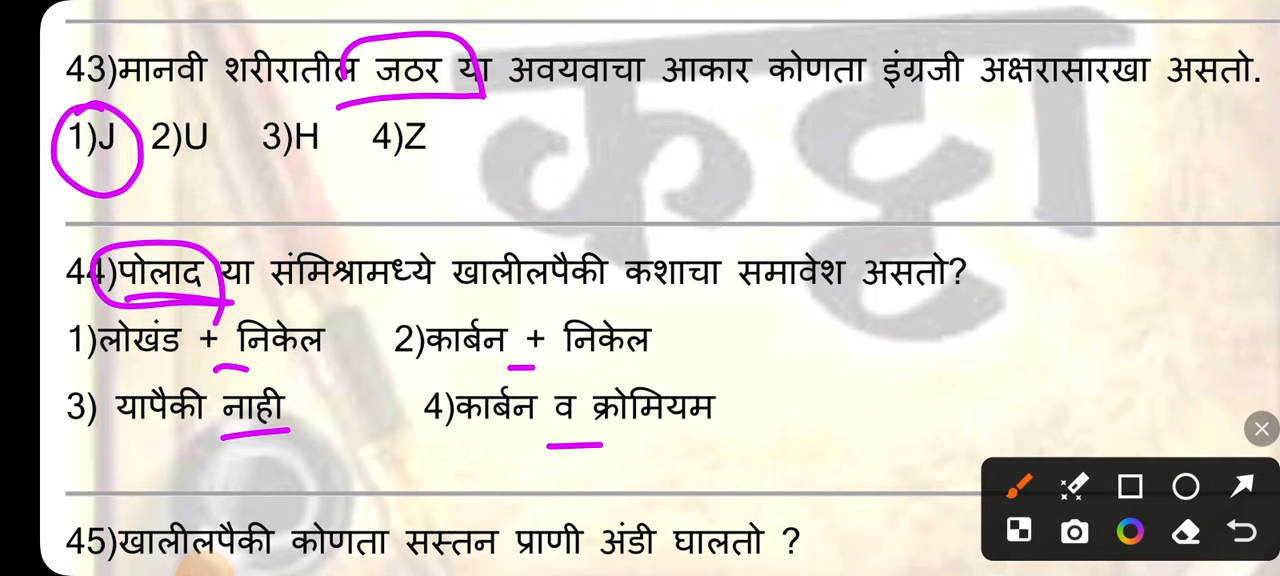 43)मानवी शरीरातील जठर या अवयवाचा आकार कोणता इंग्रजी अक्षरासारखा असतो.
1)J 2)U 3)H 4)Z
44)पोलाद या संमिश्रामध्ये खालीलपैकी कशाचा समावेश असतो?
1)लोखंड + निकेल 2)कार्बन + निकेल
3) यापैकी नाही 4)कार्बन व क्रोमियम
45)खालीलपैकी कोणता सस्तन प्राणी अंडी घालतो ?
कट्टा